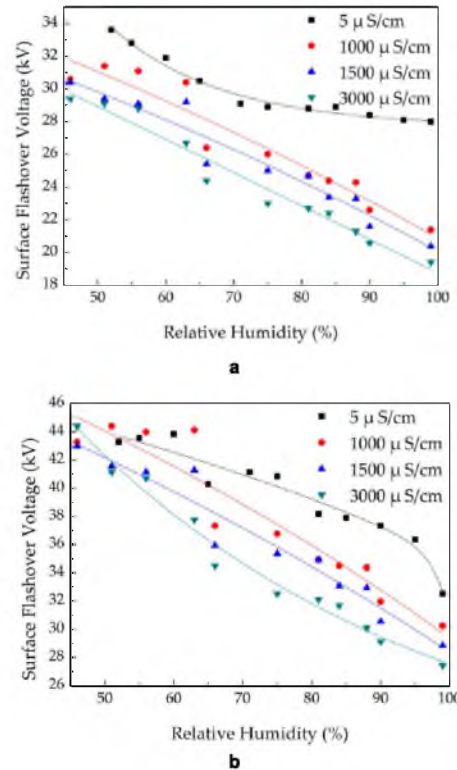 34
32
30
28
26
24
22
20
18
Surface Flashover Voltage (kV)
5 μ S/cm
1000 μ S/cm
1500 μ S/cm
3000 μ S/cm
50 60 70 80 90 100
Relative Humidity (%)
a
46
44
42
40
38
36
34
32
30
28
26
Surface Flashover Voltage (kV)
5 μ S/cm
1000 μ S/cm
1500 μ S/cm
3000 μ S/cm
50 60 70 80 90 100
Relative Humidity (%)
b